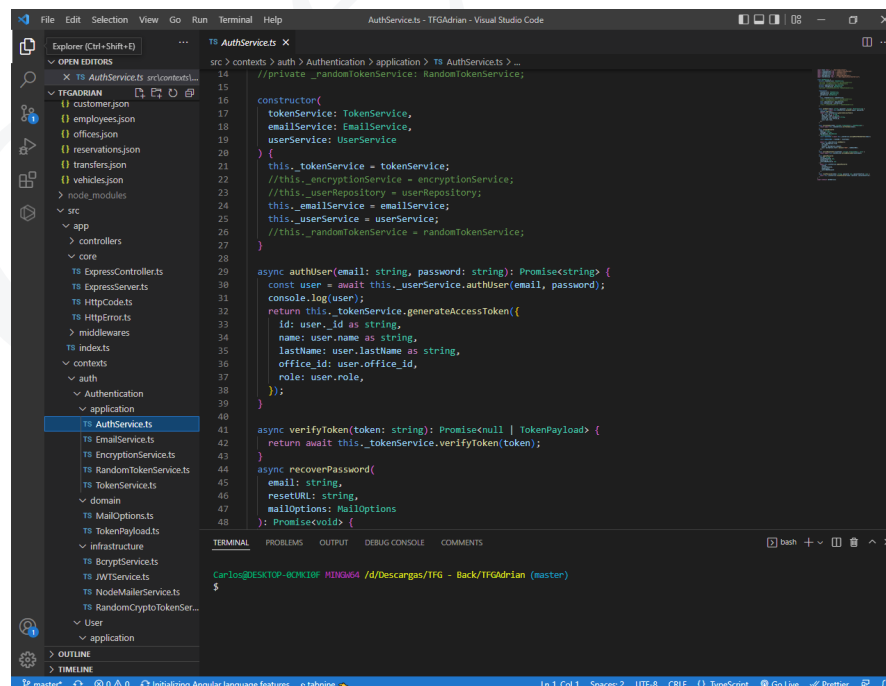 File Edit Selection View Go Run Terminal Help AuthService.ts - TFGAdrian - Visual Studio Code
Explorer (Ctrl+Shift+E) ...
OPEN EDITORS
TS AuthService.ts src\contexts\...
TFGADRIAN
{} customer.json
{} employees.json
{} offices.json
{} reservations.json
{} transfers.json
{} vehicles.json
> node_modules
src
app
> controllers
core
TS ExpressController.ts
TS ExpressServer.ts
TS HttpCode.ts
TS HttpError.ts
> middlewares
TS index.ts
contexts
auth
Authentication
application
TS AuthService.ts
TS EmailService.ts
TS EncryptionService.ts
TS RandomTokenService.ts
TS TokenService.ts
domain
TS MailOptions.ts
TS TokenPayload.ts
infrastructure
TS BcryptService.ts
TS JWTService.ts
TS NodeMailerService.ts
TS RandomCryptoTokenSer...
User
application
> OUTLINE
> TIMELINE
TS AuthService.ts ×
src > contexts > auth > Authentication > application > TS AuthService.ts > ...
14 //private _randomTokenService: RandomTokenService;
15
16 constructor(
17 tokenService: TokenService,
18 emailService: EmailService,
19 userService: UserService
20 ) {
21 this._tokenService = tokenService;
22 //this._encryptionService = encryptionService;
23 //this._userRepository = userRepository;
24 this._emailService = emailService;
25 this._userService = userService;
26 //this._randomTokenService = randomTokenService;
27 }
28
29 async authUser(email: string, password: string): Promise<string> {
30 const user = await this._userService.authUser(email, password);
31 console.log(user);
32 return this._tokenService.generateAccessToken({
33 id: user._id as string,
34 name: user.name as string,
35 lastName: user.lastName as string,
36 office_id: user.office_id,
37 role: user.role,
38 });
39 }
40
41 async verifyToken(token: string): Promise<null | TokenPayload> {
42 return await this._tokenService.verifyToken(token);
43 }
44 async recoverPassword(
45 email: string,
46 resetURL: string,
47 mailOptions: MailOptions
48 ): Promise<void> {
TERMINAL PROBLEMS OUTPUT DEBUG CONSOLE COMMENTS bash
Carlos@DESKTOP-0CMKI0F MINGW64 /d/Descargas/TFG - Back/TFGAdrian (master)
$
master* 0 0 Initializing Angular language features tabnine Ln 1, Col 1 Spaces: 2 UTF-8 CRLF {} TypeScript Go Live Prettier